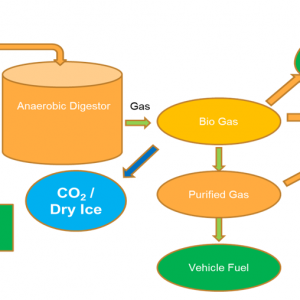 Anaerobic Digestor
Gas
Bio Gas
CO₂ /
Dry Ice
Purified Gas
Vehicle Fuel